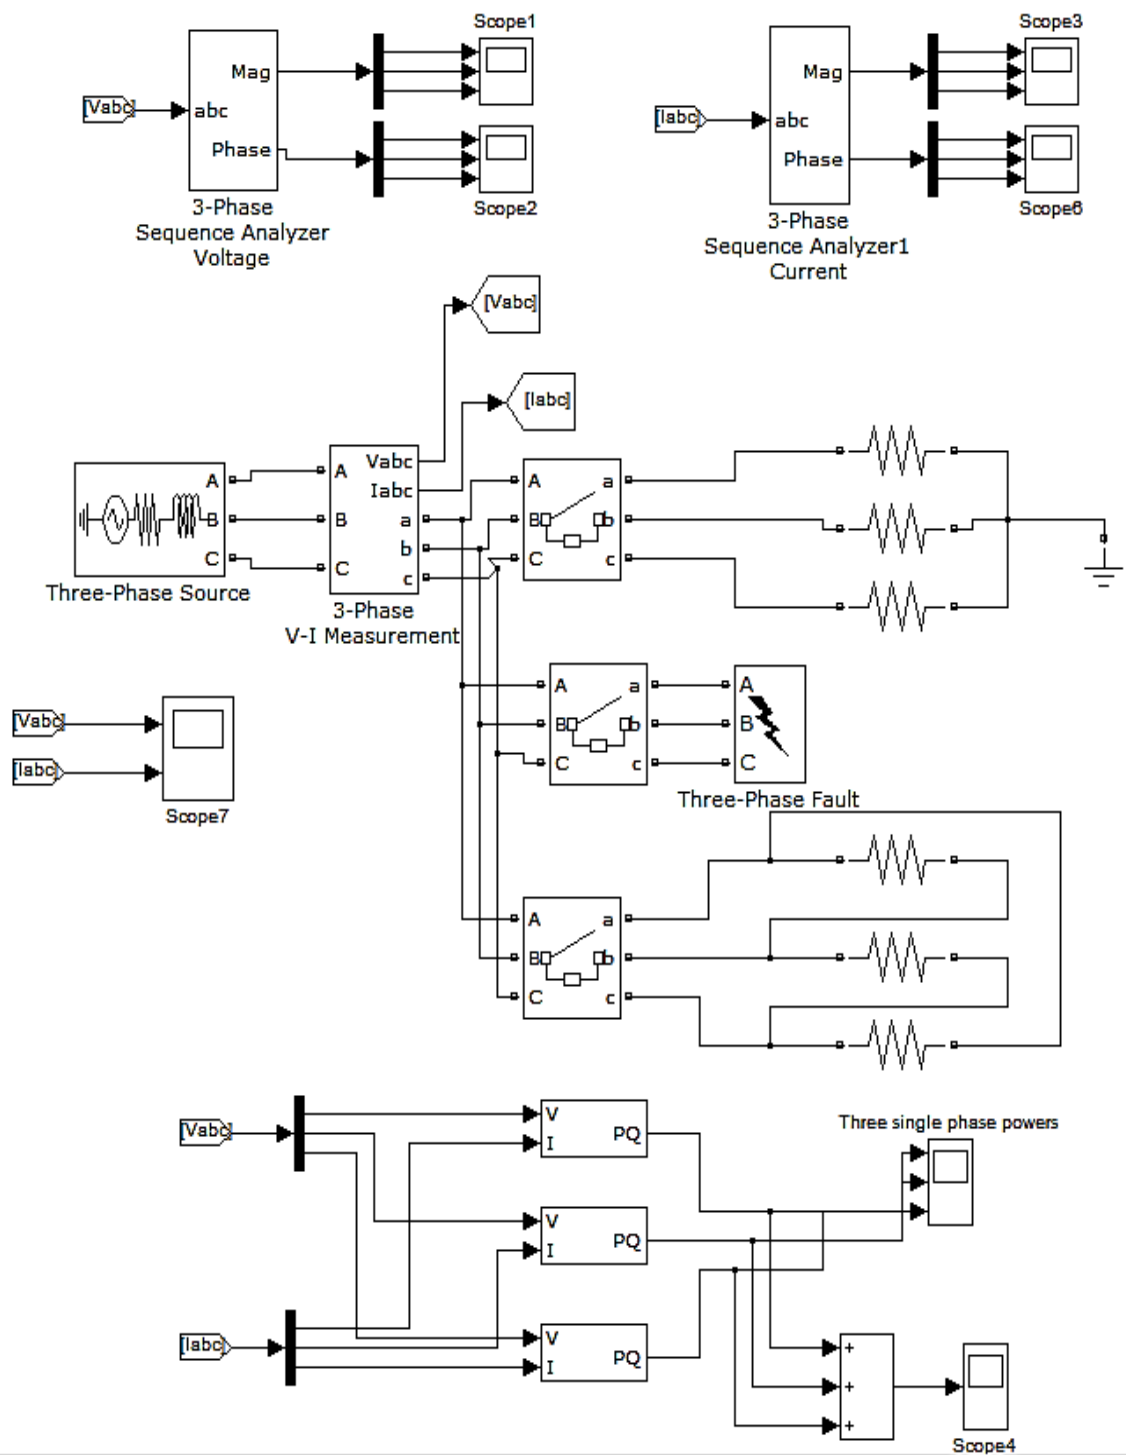 Scope1
Mag
[Vabc]
abc
Phase
Scope2
3-Phase
Sequence Analyzer
Voltage
Scope3
Mag
[Iabc]
abc
Phase
Scope6
3-Phase
Sequence Analyzer1
Current
[Vabc]
[Iabc]
A
B
C
Three-Phase Source
A
B
C
Vabc
Iabc
a
b
c
3-Phase
V-I Measurement
A
B
C
a
b
c
[Vabc]
[Iabc]
Scope7
A
B
C
a
b
c
A
B
C
Three-Phase Fault
A
B
C
a
b
c
[Vabc]
[Iabc]
V
I
PQ
V
I
PQ
V
I
PQ
Three single phase powers
+
+
+
Scope4